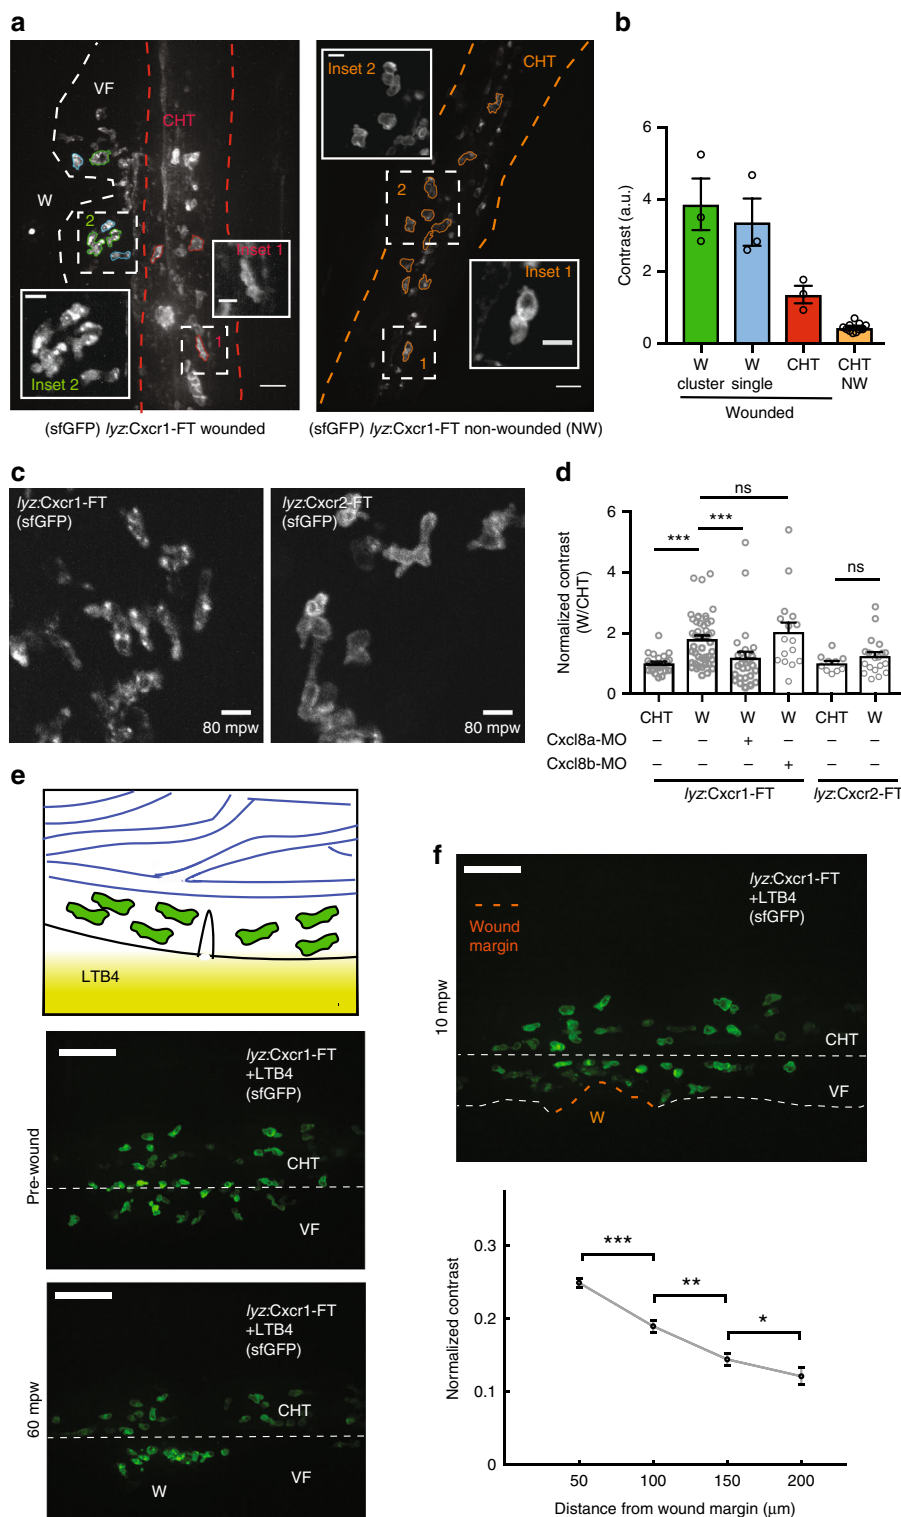 a
VF
CHT
W
2
Inset 1
1
Inset 2
(sfGFP) lyz:Cxcr1-FT wounded
Inset 2
CHT
2
Inset 1
1
(sfGFP) lyz:Cxcr1-FT non-wounded (NW)
b
Contrast (a.u.)
6
4
2
0
W cluster
W single
CHT
CHT NW
Wounded
c
lyz:Cxcr1-FT
(sfGFP)
80 mpw
lyz:Cxcr2-FT
(sfGFP)
80 mpw
d
Normalized contrast
(W/CHT)
6
4
2
0
ns
*** *** ns
CHT W W W CHT W
Cxcl8a-MO – – + – – –
Cxcl8b-MO – – – + – –
lyz:Cxcr1-FT lyz:Cxcr2-FT
e
LTB4
Pre-wound
lyz:Cxcr1-FT
+LTB4
(sfGFP)
CHT
VF
60 mpw
lyz:Cxcr1-FT
+LTB4
(sfGFP)
CHT
W VF
f
10 mpw
Wound
margin
lyz:Cxcr1-FT
+LTB4
(sfGFP)
CHT
VF
W
Normalized contrast
0.3
0.2
0.1
0
***
**
*
50 100 150 200
Distance from wound margin (μm)